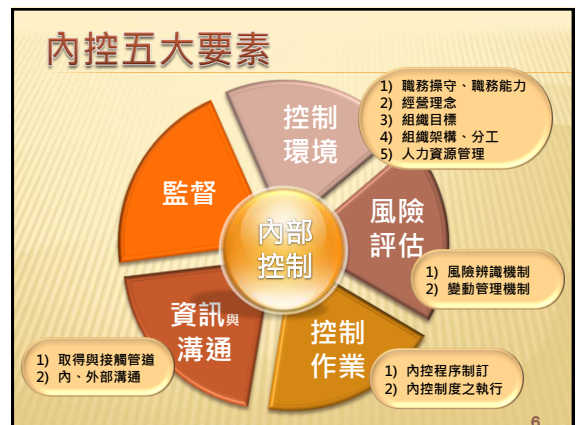 內控五大要素
控制
環境
1) 職務操守、職務能力
2) 經營理念
3) 組織目標
4) 組織架構、分工
5) 人力資源管理
監督
風險
評估
1) 風險辨識機制
2) 變動管理機制
內部
控制
資訊與
溝通
1) 取得與接觸管道
2) 內、外部溝通
控制
作業
1) 內控程序制訂
2) 內控制度之執行
6